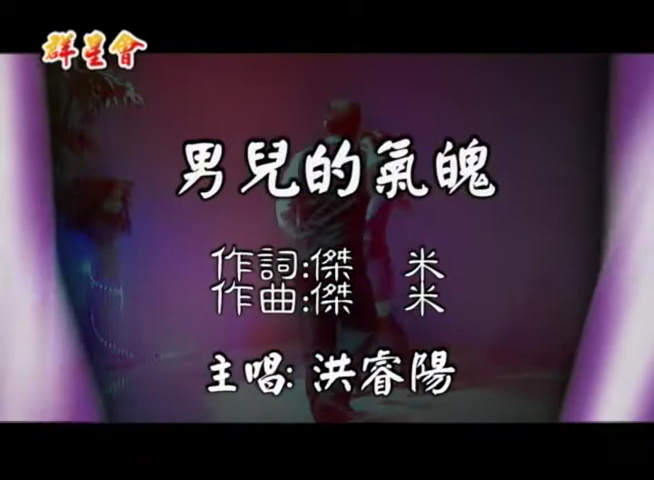 群星會
男兒的氣魄
作詞:傑 米
作曲:傑 米
主唱:洪睿陽